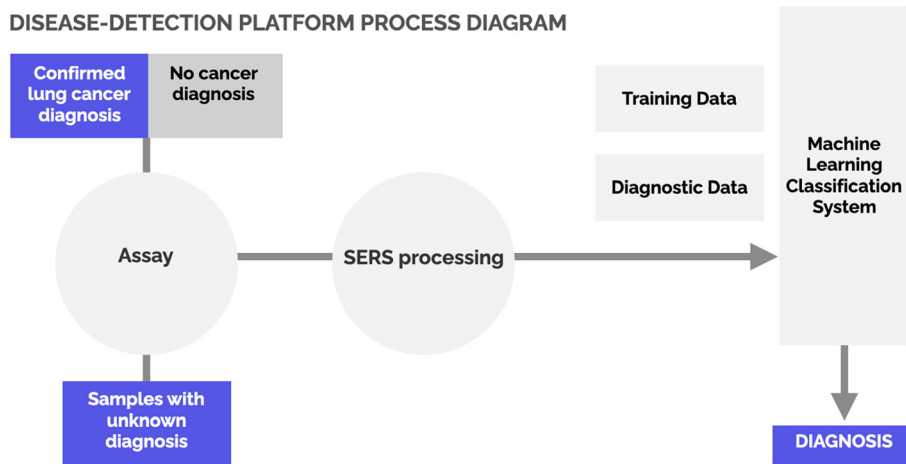 DISEASE-DETECTION PLATFORM PROCESS DIAGRAM
Confirmed
lung cancer
diagnosis
No cancer
diagnosis
Training Data
Diagnostic Data
Machine
Learning
Classification
System
Assay
SERS processing
Samples with
unknown
diagnosis
DIAGNOSIS